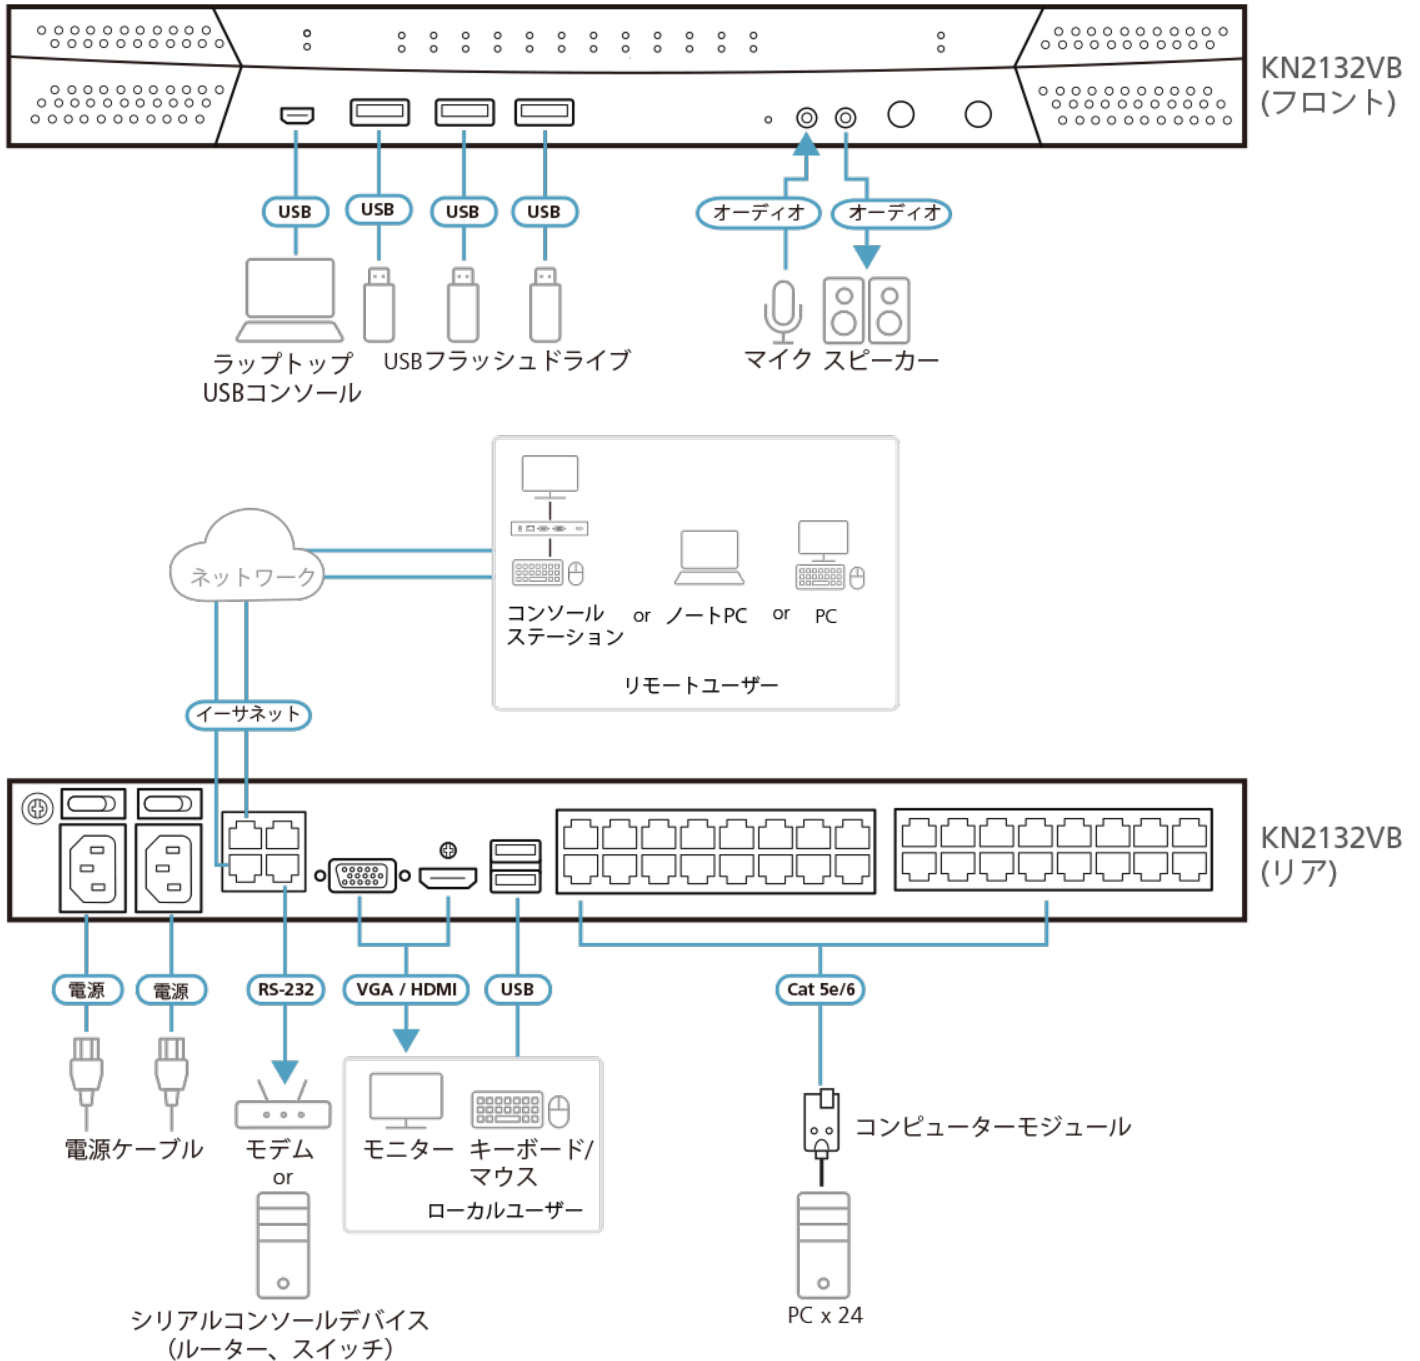 KN2132VB
(フロント)
USB
USB
USB
USB
オーディオ
オーディオ
ラップトップ
USBコンソール
USBフラッシュドライブ
マイク
スピーカー
ネットワーク
コンソール
ステーション
or
ノートPC
or
PC
リモートユーザー
イーサネット
KN2132VB
(リア)
電源
電源
RS-232
VGA / HDMI
USB
Cat 5e/6
電源ケーブル
モデム
or
シリアルコンソールデバイス
(ルーター、スイッチ)
モニター
キーボード/
マウス
ローカルユーザー
コンピューターモジュール
PC x 24